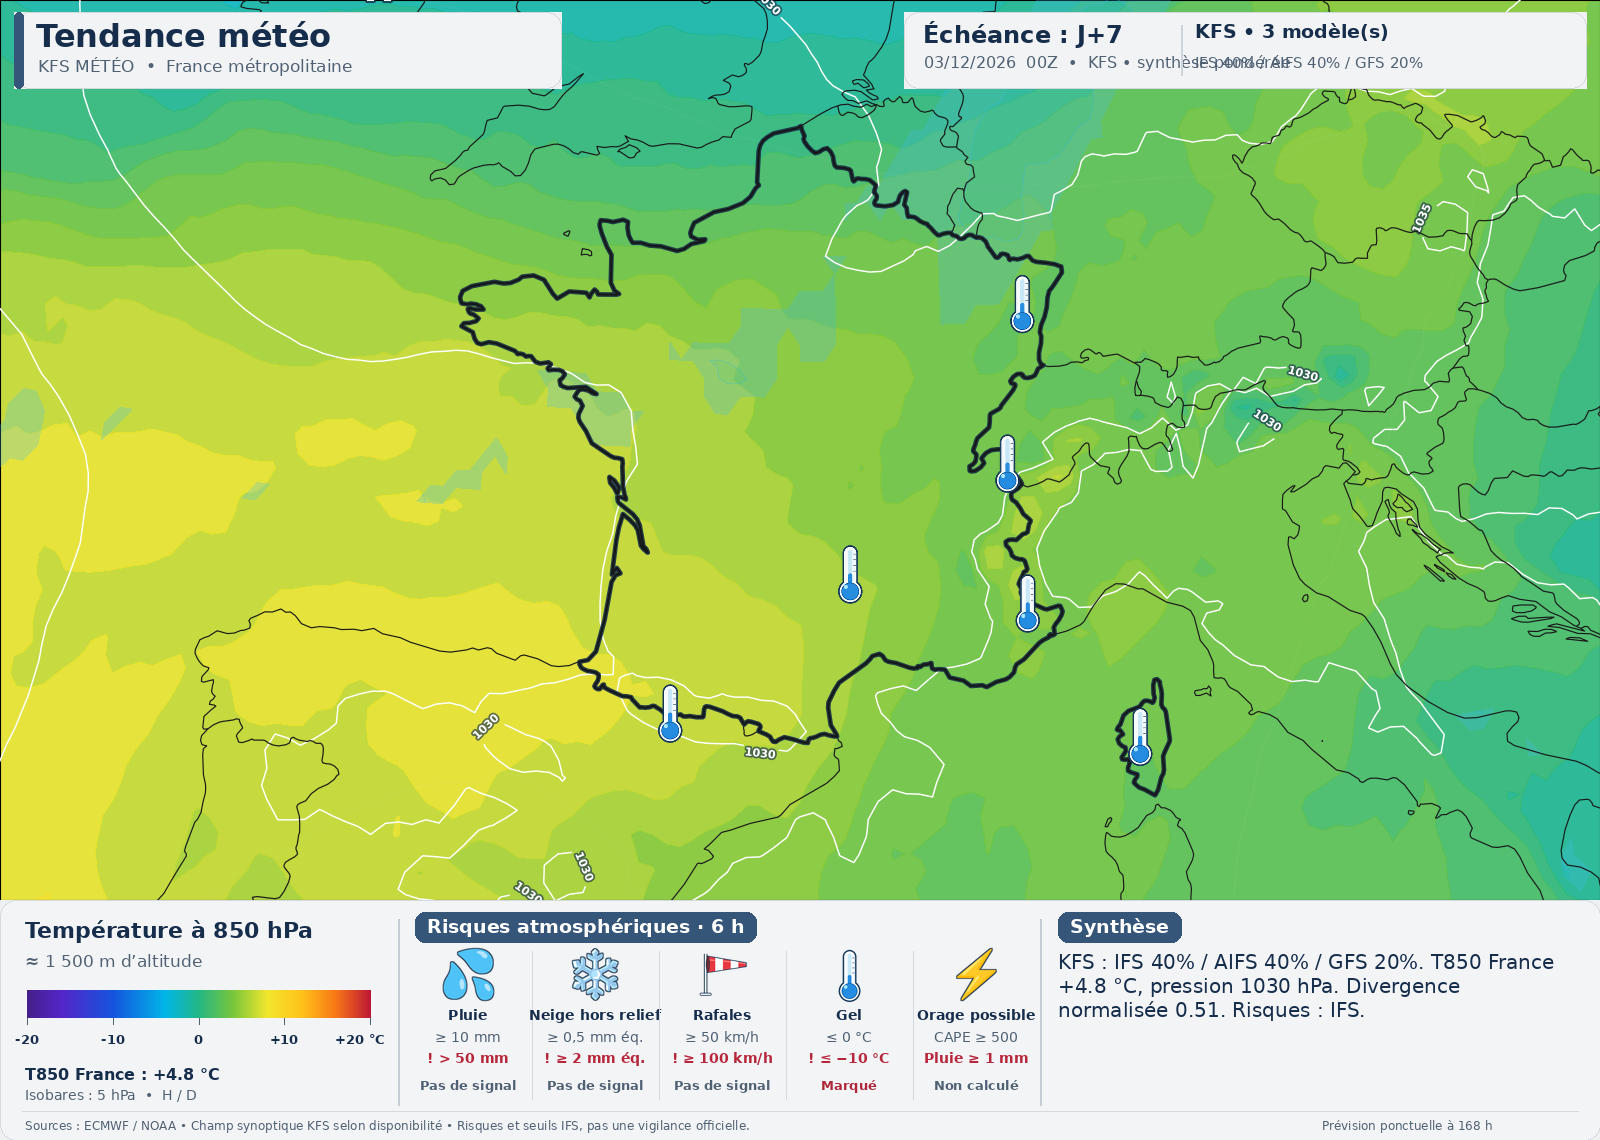 Tendance météo
KFS MÉTÉO • France métropolitaine
Échéance : J+7
03/12/2026 00Z • KFS • synthèse pondérée
KFS • 3 modèle(s)
IFS 40% / AIFS 40% / GFS 20%
1030
1035
1030
1030
1030
1030
1030
1030
Température à 850 hPa
≈ 1 500 m d’altitude
-20 -10 0 +10 +20 °C
T850 France : +4.8 °C
Isobares : 5 hPa • H / D
Risques atmosphériques · 6 h
Pluie
≥ 10 mm
! > 50 mm
Pas de signal
Neige hors relief
≥ 0,5 mm éq.
! ≥ 2 mm éq.
Pas de signal
Rafales
≥ 50 km/h
! ≥ 100 km/h
Pas de signal
Gel
≤ 0 °C
! ≤ −10 °C
Marqué
Orage possible
CAPE ≥ 500
Pluie ≥ 1 mm
Non calculé
Synthèse
KFS : IFS 40% / AIFS 40% / GFS 20%. T850 France
+4.8 °C, pression 1030 hPa. Divergence
normalisée 0.51. Risques : IFS.
Sources : ECMWF / NOAA • Champ synoptique KFS selon disponibilité • Risques et seuils IFS, pas une vigilance officielle.
Prévision ponctuelle à 168 h